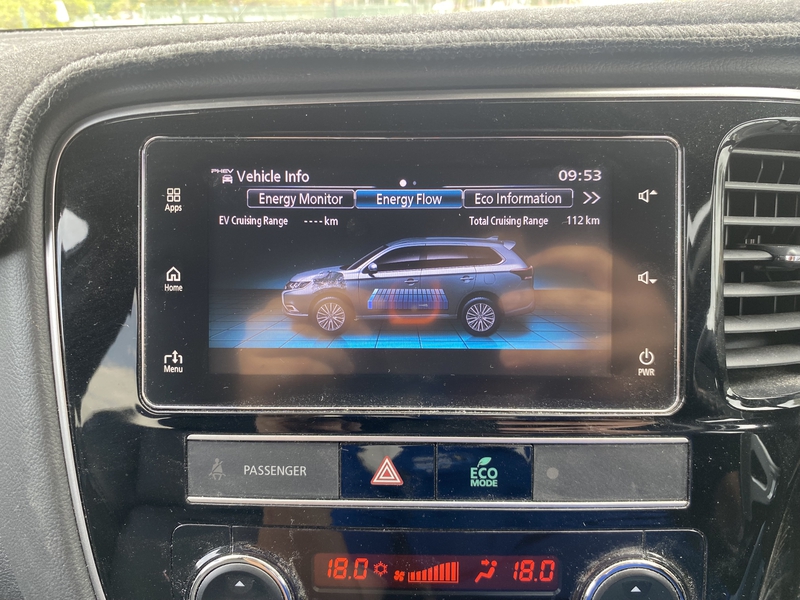 PHEV Vehicle Info 09:53
Energy Monitor Energy Flow Eco Information
EV Cruising Range ---- km Total Cruising Range 112 km
Apps
Home
Menu
PWR
PASSENGER
ECO
MODE
18.0 18.0